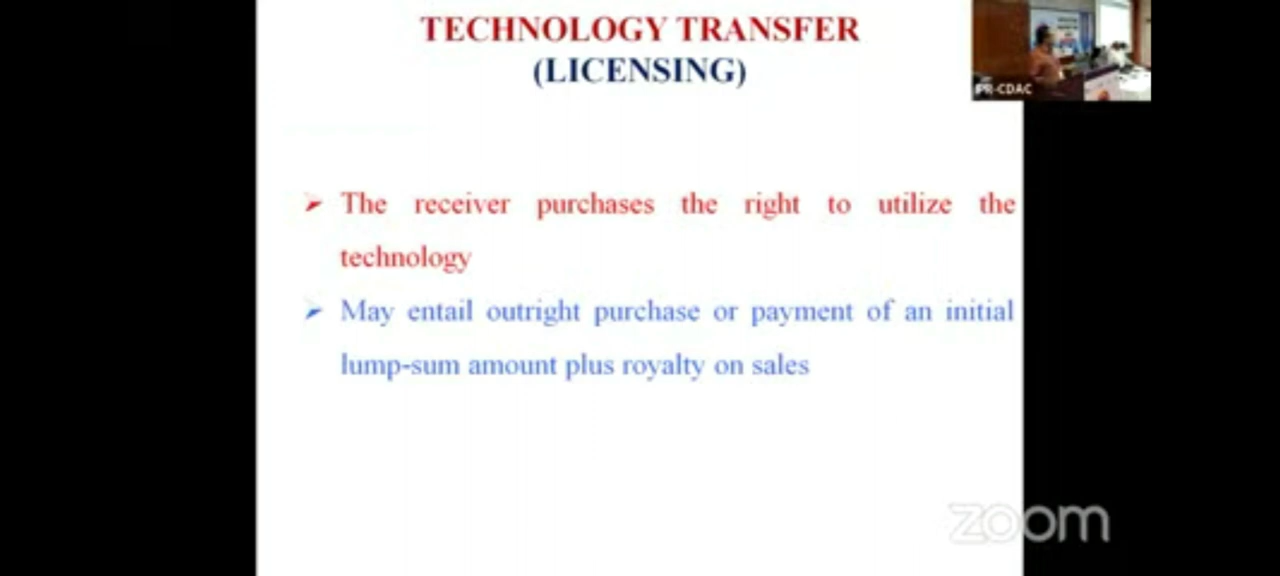 TECHNOLOGY TRANSFER
(LICENSING)
IPR-CDAC
➢ The receiver purchases the right to utilize the
technology
➢ May entail outright purchase or payment of an initial
lump-sum amount plus royalty on sales
zoom